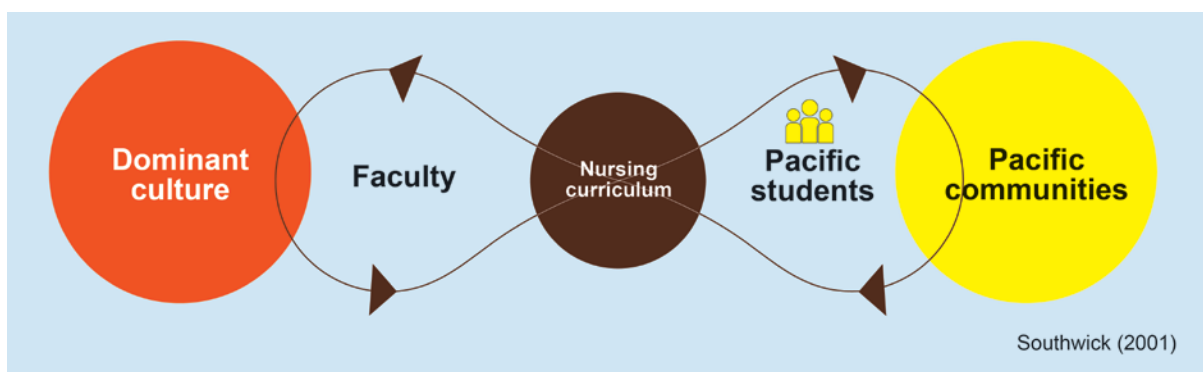 Dominant
culture
Faculty
Nursing
curriculum
Pacific
students
Pacific
communities
Southwick (2001)